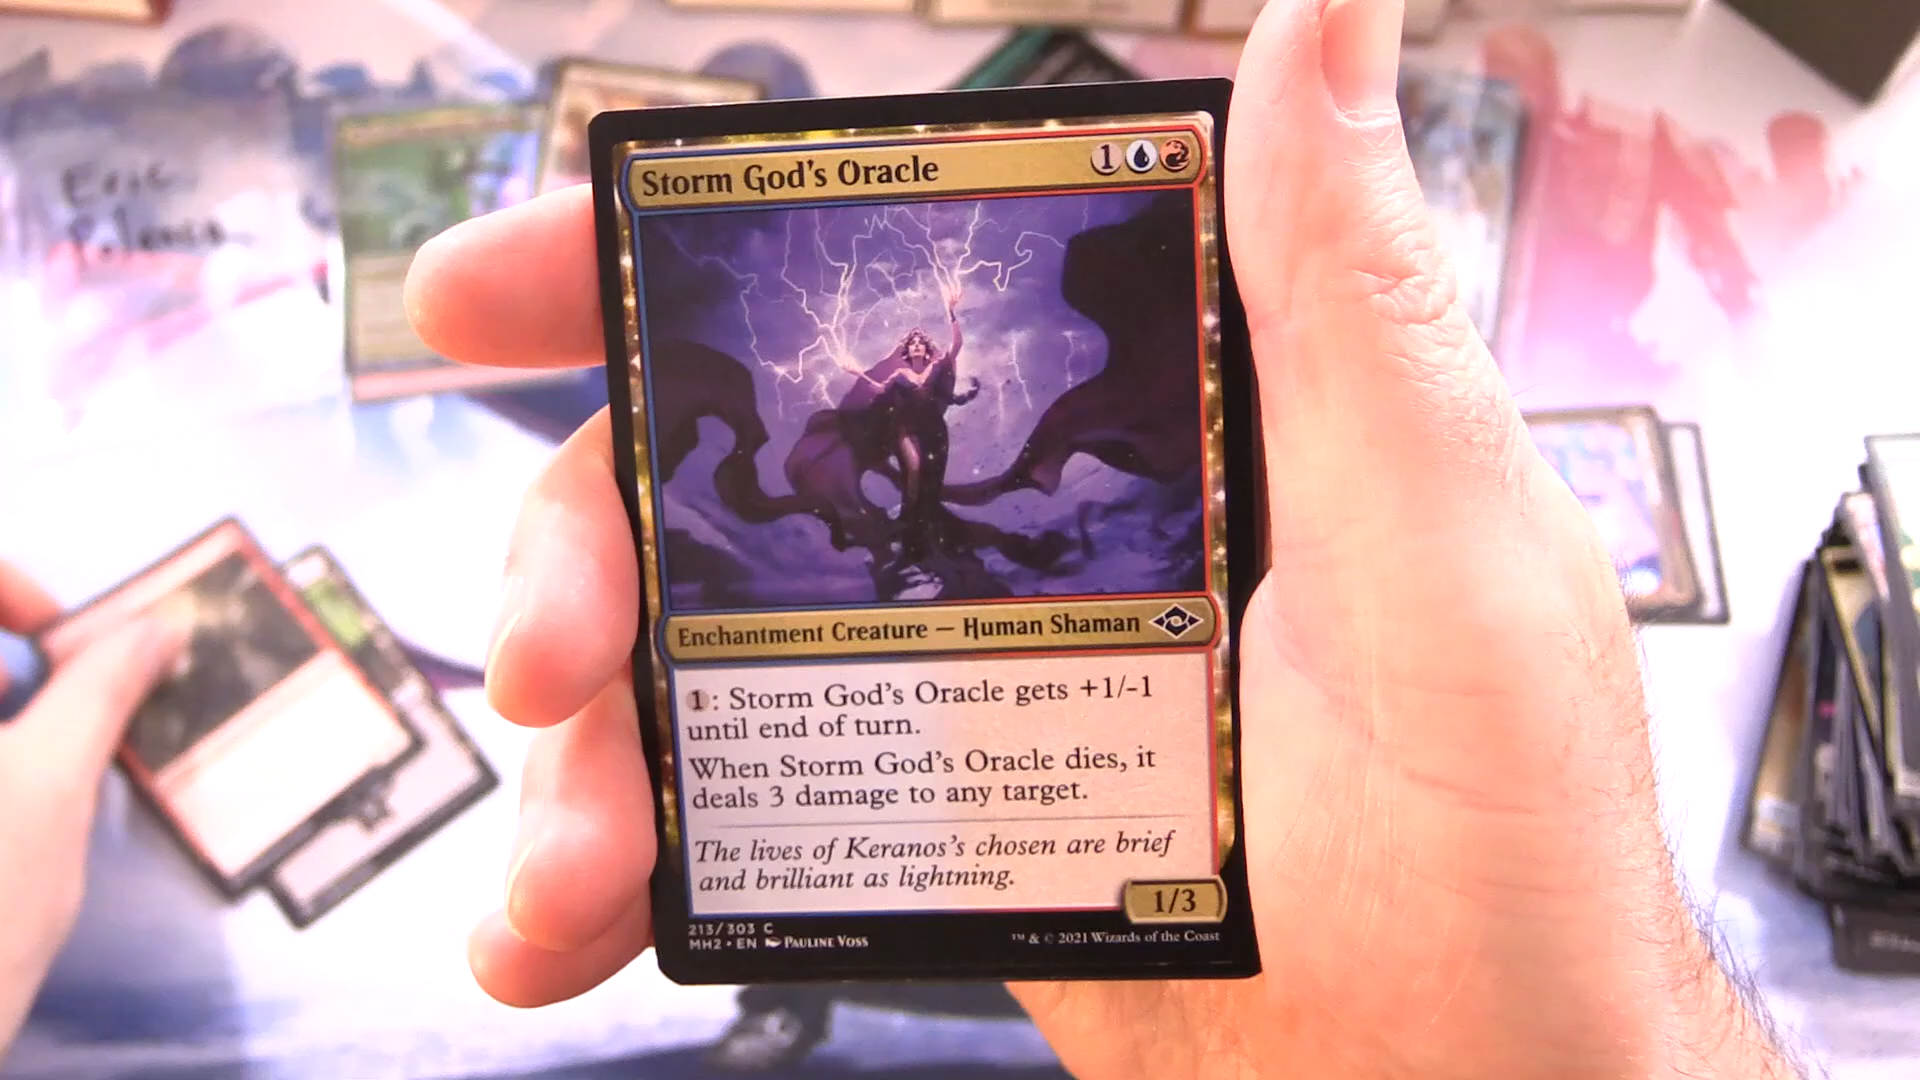 Storm God's Oracle 1
Enchantment Creature — Human Shaman
1: Storm God's Oracle gets +1/-1
until end of turn.
When Storm God's Oracle dies, it
deals 3 damage to any target.
The lives of Keranos's chosen are brief
and brilliant as lightning.
1/3
213/303 C
MH2 • EN Pauline Voss
™ & © 2021 Wizards of the Coast